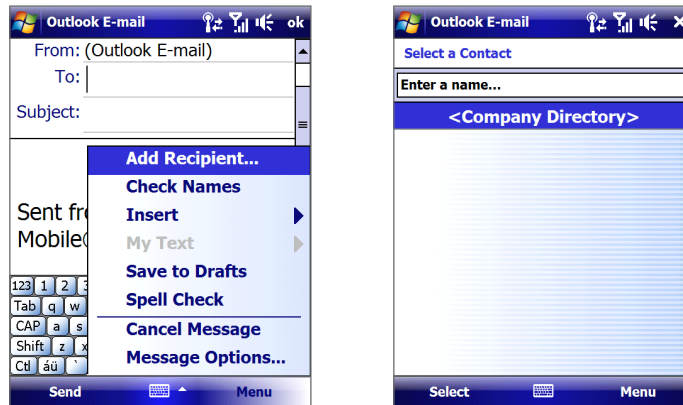 Outlook E-mail ok
From: (Outlook E-mail)
To:
Subject:
Add Recipient...
Check Names
Insert
My Text
Save to Drafts
Spell Check
Cancel Message
Message Options...
Sent
Mobile
123 1 2
Tab q w
CAP a s
Shift z x
Ctl áü `
Send Menu
Outlook E-mail
Select a Contact
Enter a name...
<Company Directory>
Select Menu